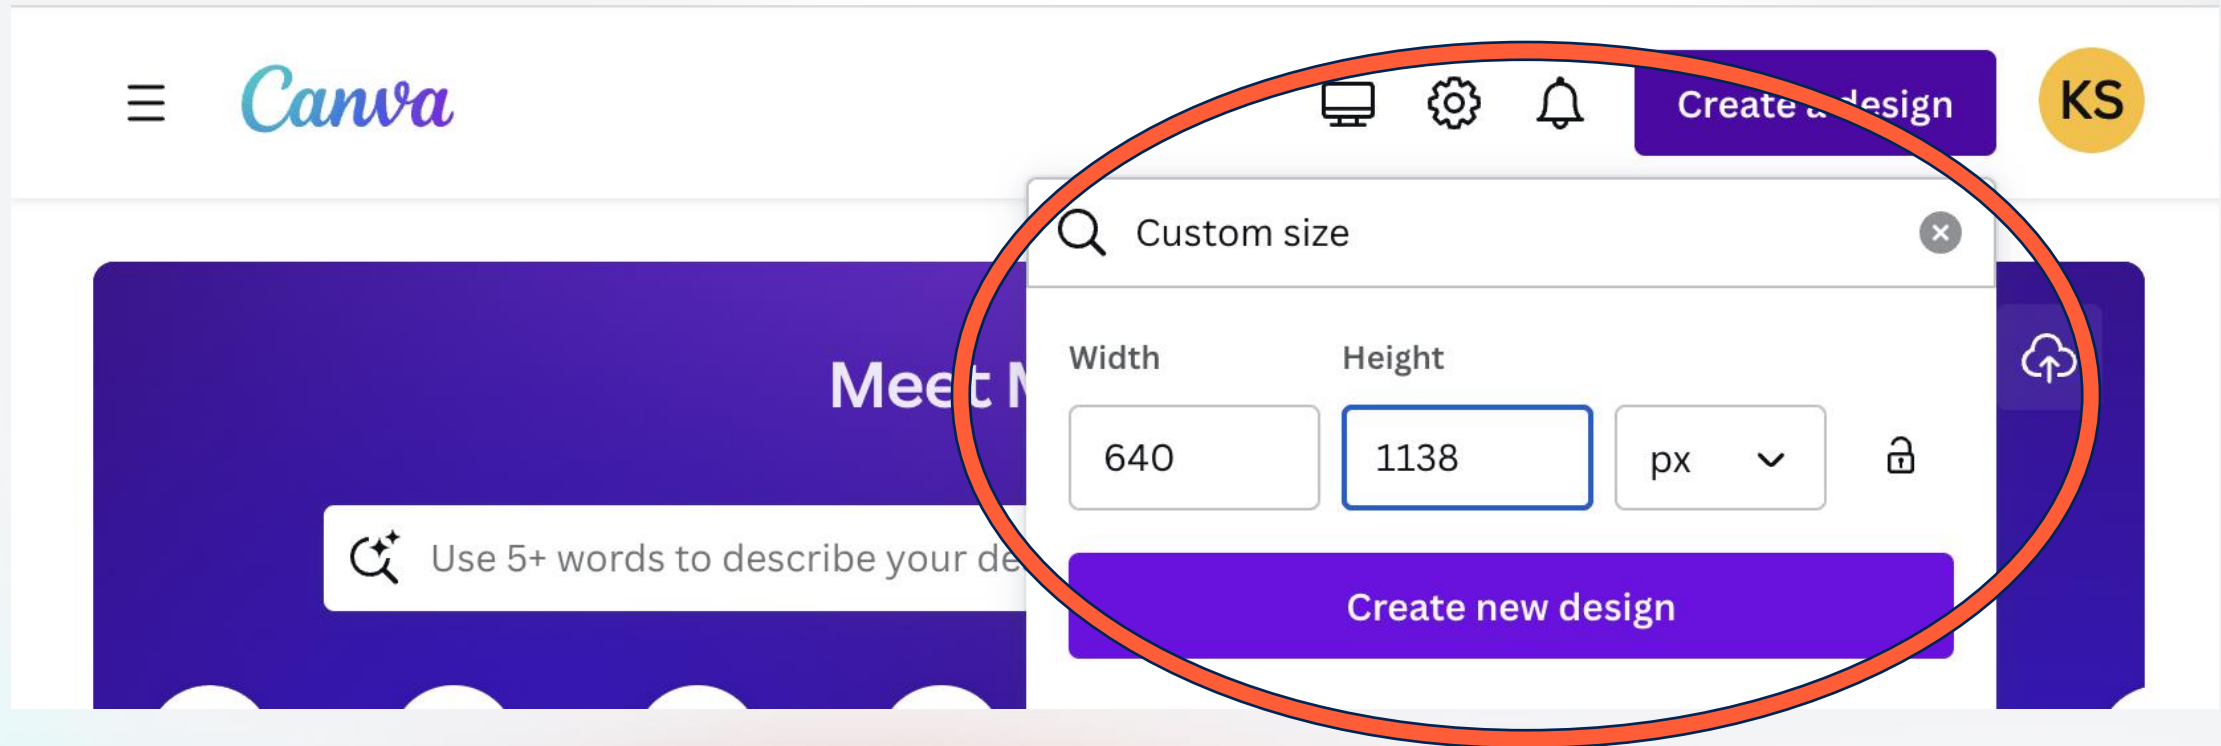 Canva
Create a design
KS
Custom size
Meet M
Width Height
640 1138 px
Use 5+ words to describe your de
Create new design